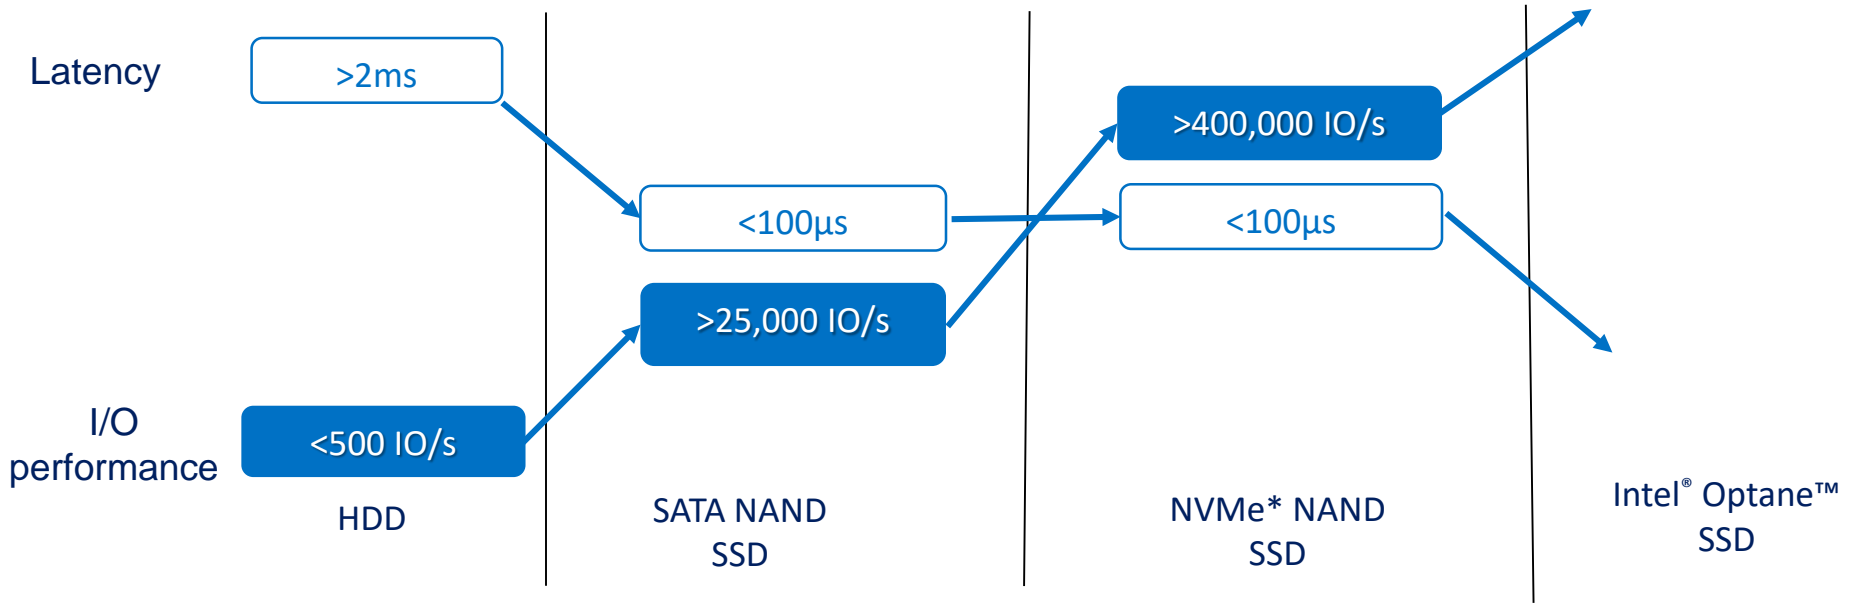 Latency
>2ms
<100µs
>400,000 IO/s
<100µs
>25,000 IO/s
I/O
performance
<500 IO/s
HDD
SATA NAND
SSD
NVMe* NAND
SSD
Intel® Optane™
SSD